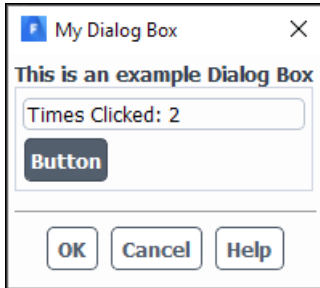 My Dialog Box
This is an example Dialog Box
Times Clicked: 2
Button
OK Cancel Help